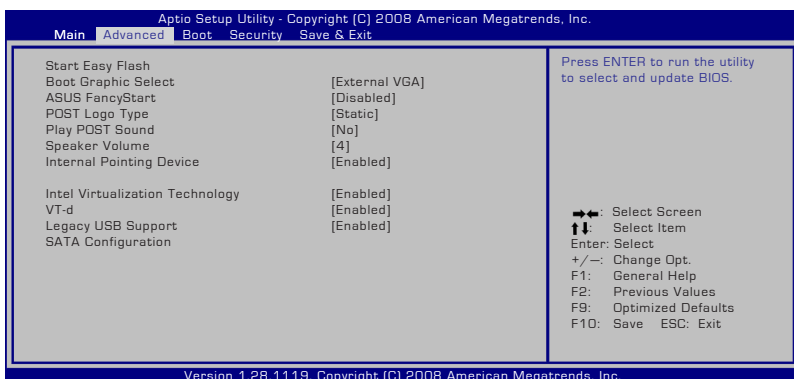 Aptio Setup Utility - Copyright (C) 2008 American Megatrends, Inc.
Main Advanced Boot Security Save & Exit
Start Easy Flash
Boot Graphic Select [External VGA]
ASUS FancyStart [Disabled]
POST Logo Type [Static]
Play POST Sound [No]
Speaker Volume [4]
Internal Pointing Device [Enabled]
Intel Virtualization Technology [Enabled]
VT-d [Enabled]
Legacy USB Support [Enabled]
SATA Configuration
Press ENTER to run the utility
to select and update BIOS.
→←: Select Screen
↑↓: Select Item
Enter: Select
+/—: Change Opt.
F1: General Help
F2: Previous Values
F9: Optimized Defaults
F10: Save ESC: Exit
Version 1.28.1119. Copyright (C) 2008 American Megatrends, Inc.